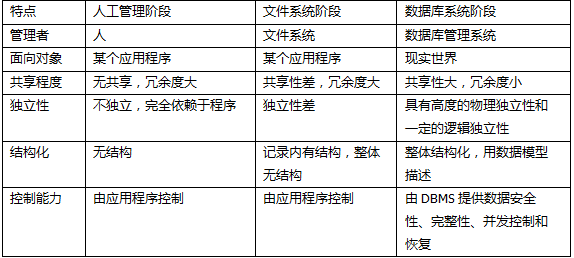 特点 人工管理阶段 文件系统阶段 数据库系统阶段
管理者 人 文件系统 数据库管理系统
面向对象 某个应用程序 某个应用程序 现实世界
共享程度 无共享，冗余度大 共享性差，冗余度大 共享性大，冗余度小
独立性 不独立，完全依赖于程序 独立性差 具有高度的物理独立性和
一定的逻辑独立性
结构化 无结构 记录内有结构，整体 整体结构化，用数据模型
无结构 描述
控制能力 由应用程序控制 由应用程序控制 由 DBMS 提供数据安全
性、完整性、并发控制和
恢复